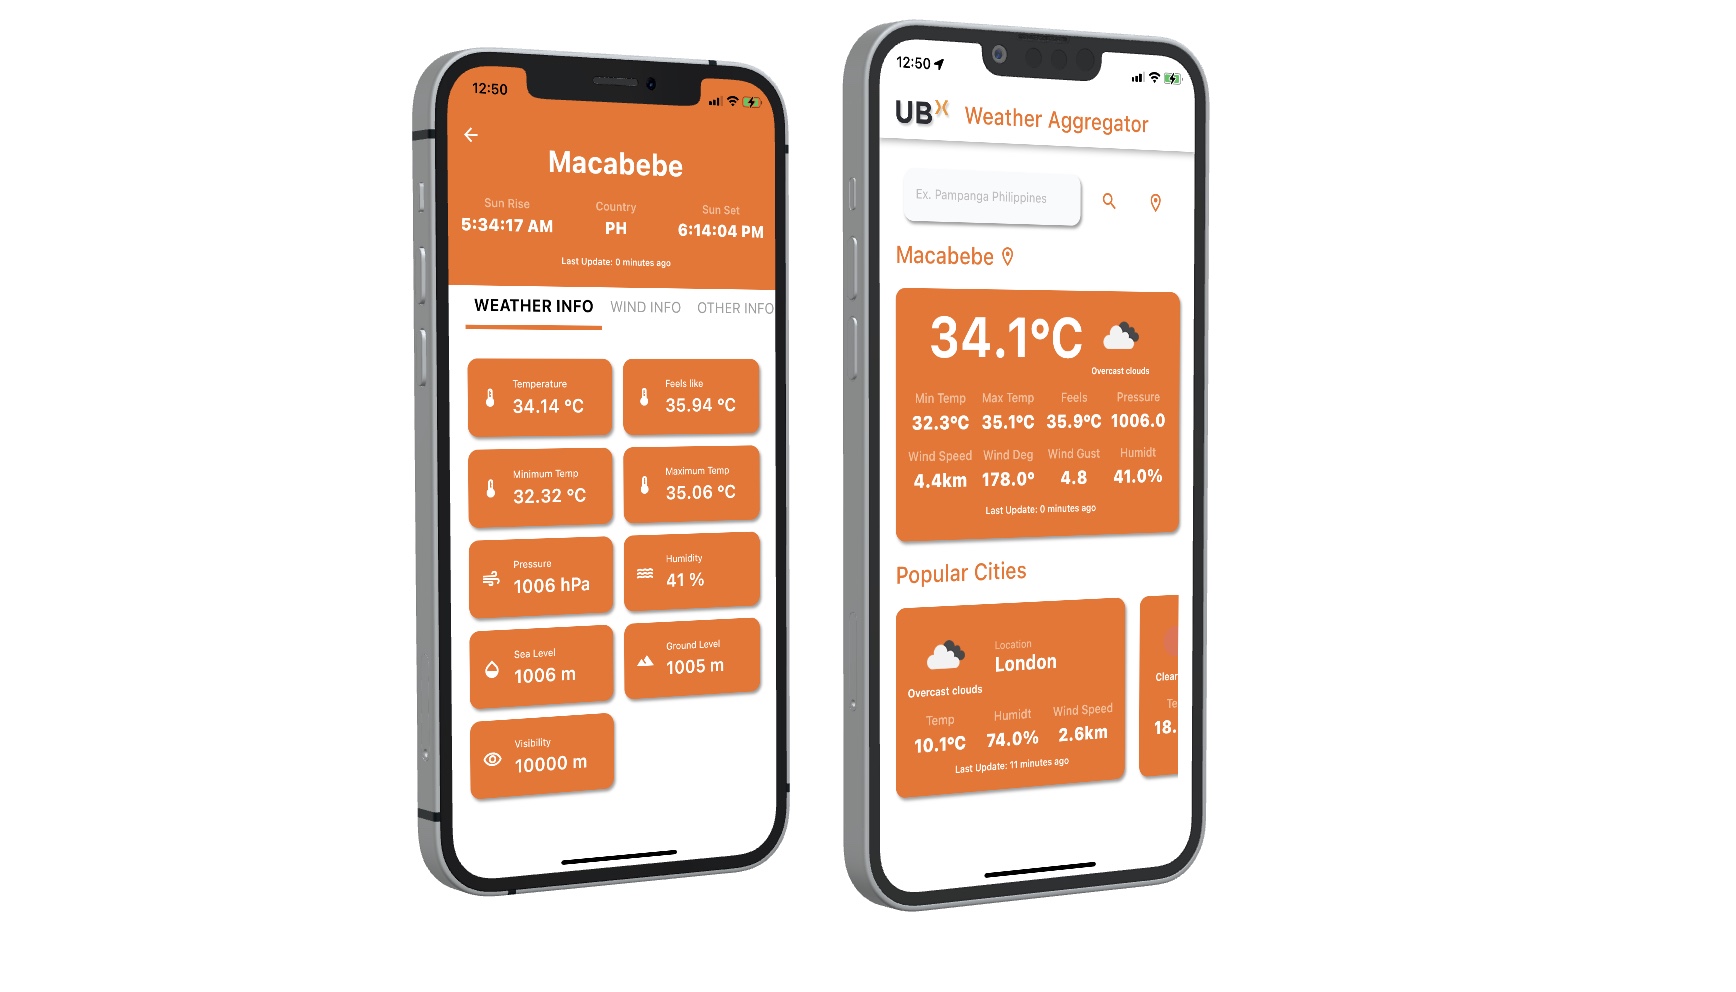 12:50
Macabebe
Sun Rise Country Sun Set
5:34:17 AM PH 6:14:04 PM
Last Update: 0 minutes ago
WEATHER INFO WIND INFO OTHER INFO
Temperature Feels like
34.14 °C 35.94 °C
Minimum Temp Maximum Temp
32.32 °C 35.06 °C
Pressure Humidity
1006 hPa 41 %
Sea Level Ground Level
1006 m 1005 m
Visibility
10000 m
12:50
UBX Weather Aggregator
Ex. Pampanga Philippines
Macabebe
34.1°C
Overcast clouds
Min Temp Max Temp Feels Pressure
32.3°C 35.1°C 35.9°C 1006.0
Wind Speed Wind Deg Wind Gust Humidt
4.4km 178.0° 4.8 41.0%
Last Update: 0 minutes ago
Popular Cities
Location
London
Overcast clouds Clear
Temp Humidt Wind Speed Te
10.1°C 74.0% 2.6km 18.
Last Update: 11 minutes ago